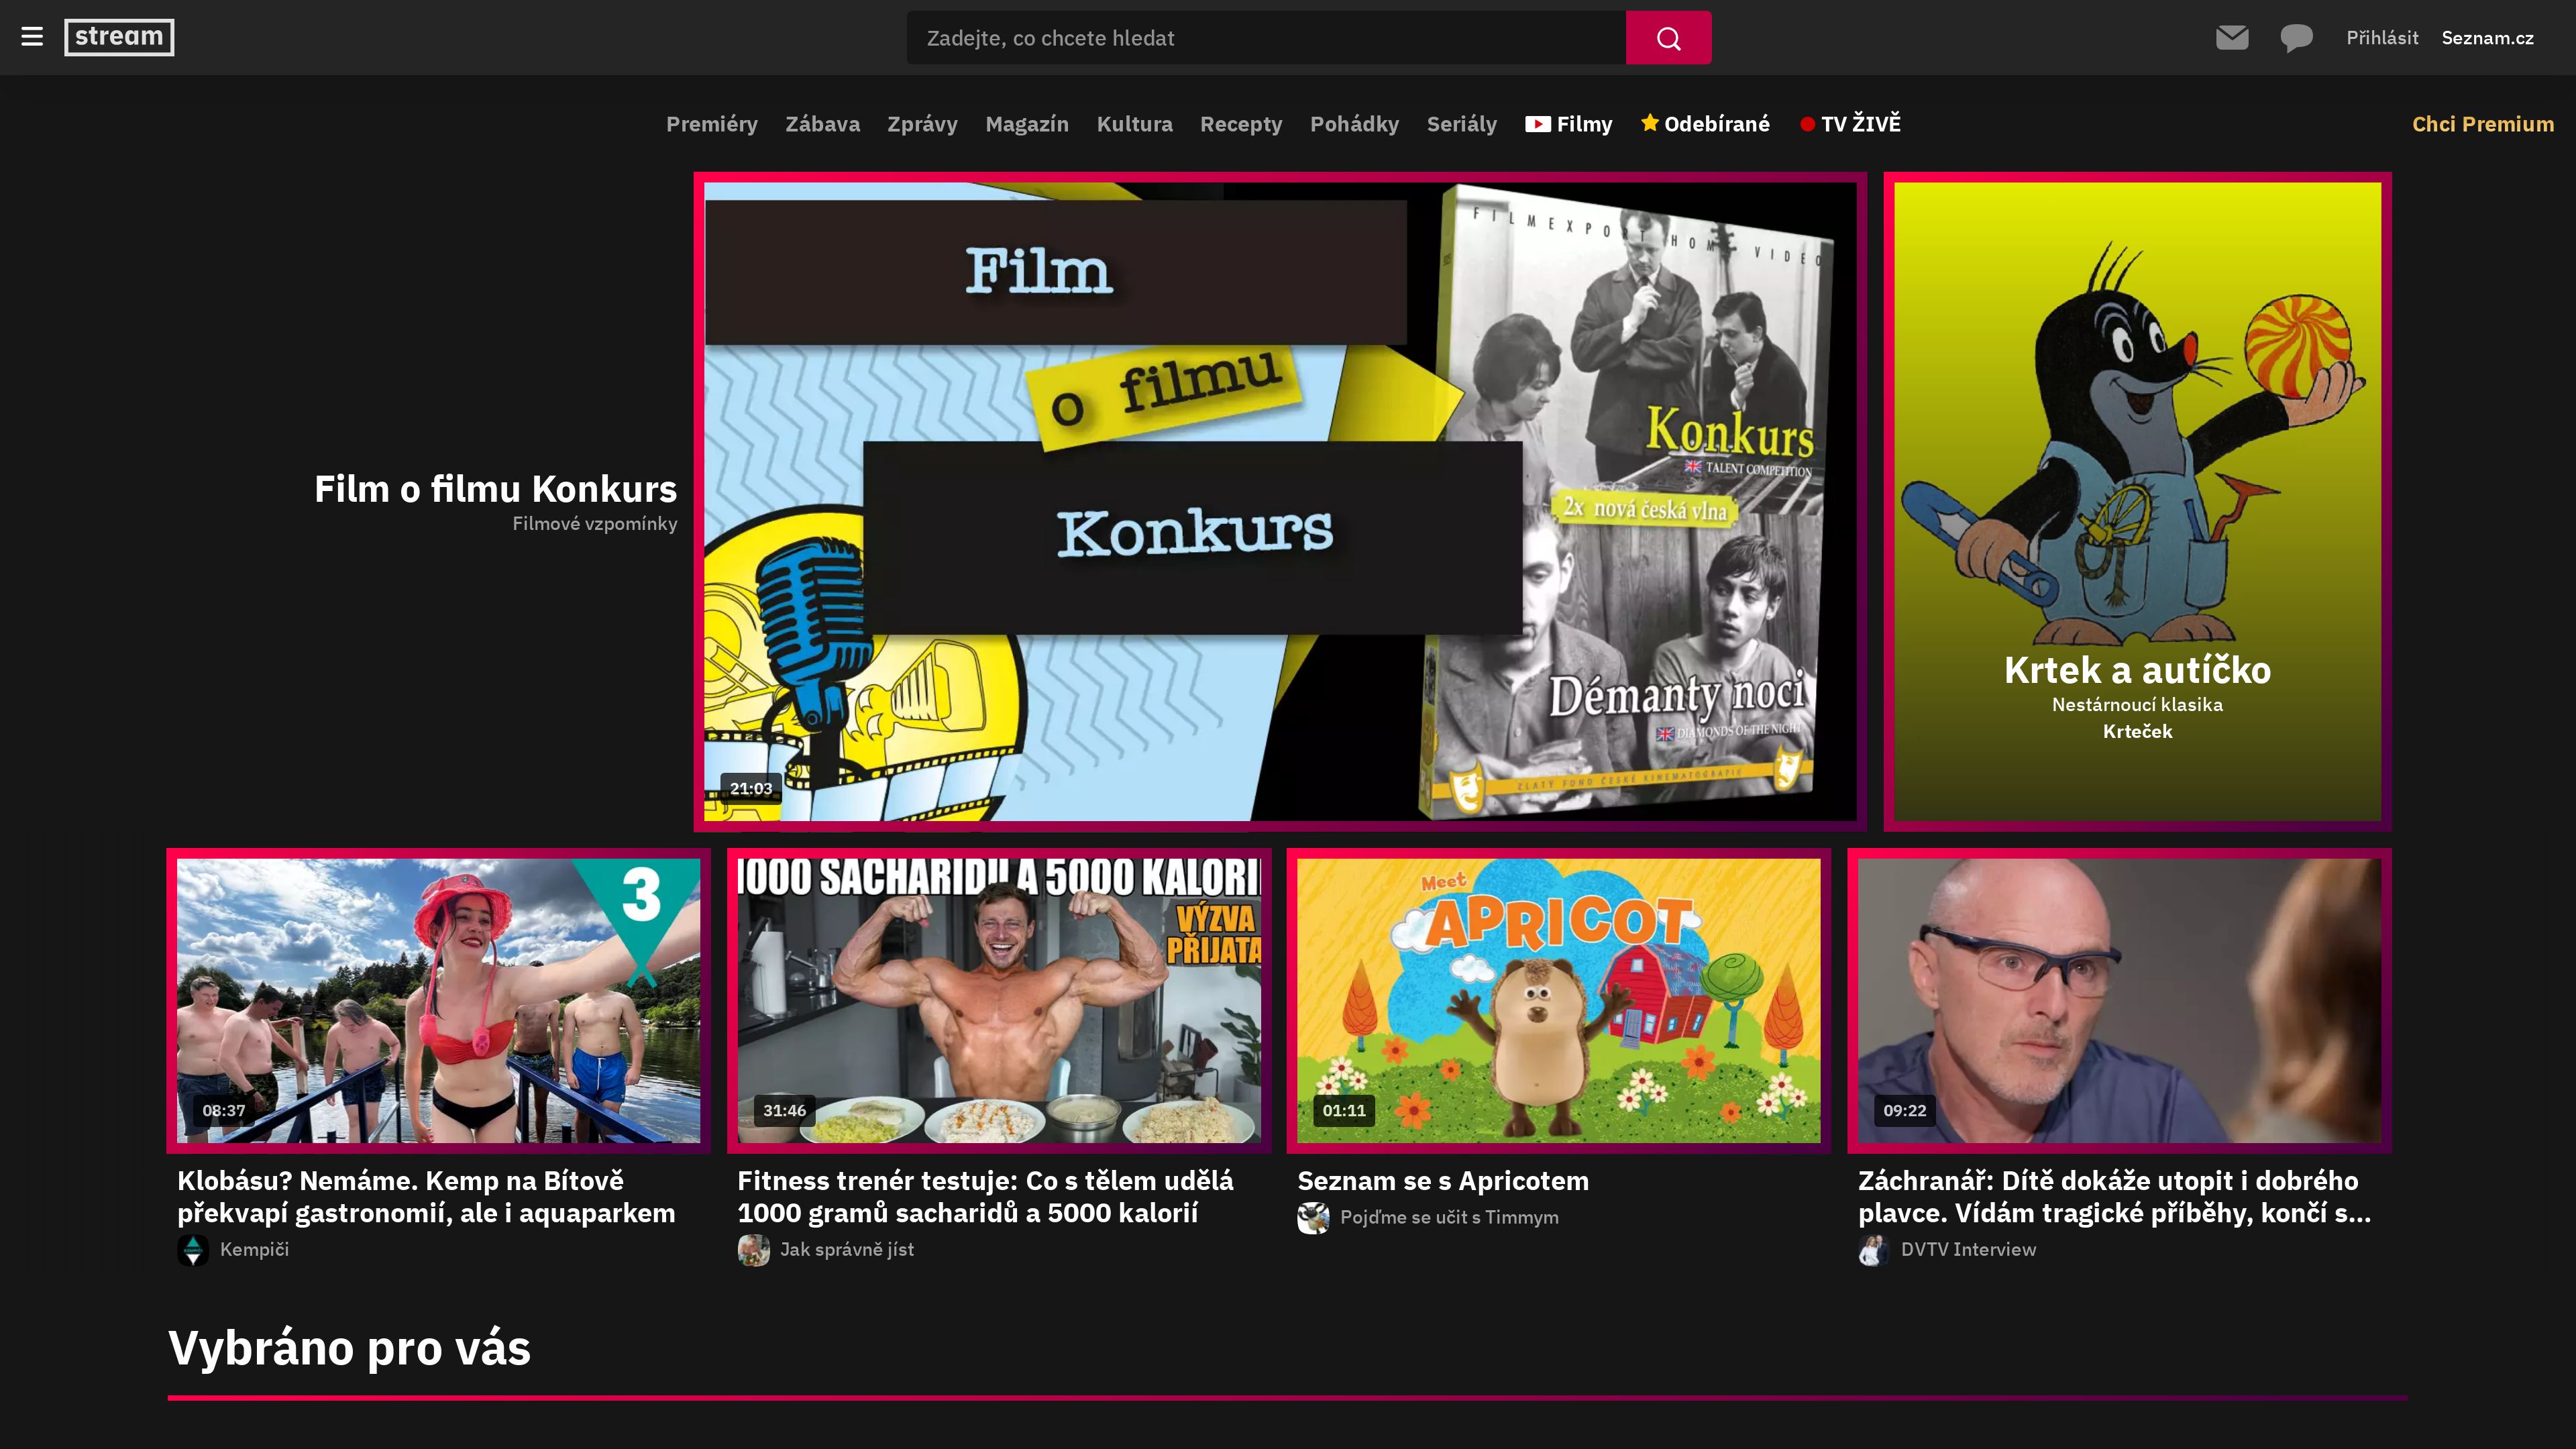 stream
Zadejte, co chcete hledat
Přihlásit
Seznam.cz
Premiéry
Zábava
Zprávy
Magazín
Kultura
Recepty
Pohádky
Seriály
Filmy
Odebírané
TV ŽIVĚ
Chci Premium
Film o filmu Konkurs
Filmové vzpomínky
Film
o filmu
Konkurs
FILMEXPORT HOME VIDEO
Konkurs
TALENT COMPETITION
2x nová česká vlna
Démanty noci
DIAMONDS OF THE NIGHT
ZLATÝ FOND ČESKÉ KINEMATOGRAFIE
21:03
Krtek a autíčko
Nestárnoucí klasika
Krteček
3
08:37
Klobásu? Nemáme. Kemp na Bítově
překvapí gastronomií, ale i aquaparkem
Kempiči
1000 SACHARIDU A 5000 KALORI
VÝZVA
PŘIJATA
31:46
Fitness trenér testuje: Co s tělem udělá
1000 gramů sacharidů a 5000 kalorií
Jak správně jíst
Meet
APRICOT
01:11
Seznam se s Apricotem
Pojďme se učit s Timmym
09:22
Záchranář: Dítě dokáže utopit i dobrého
plavce. Vídám tragické příběhy, končí s...
DVTV Interview
Vybráno pro vás